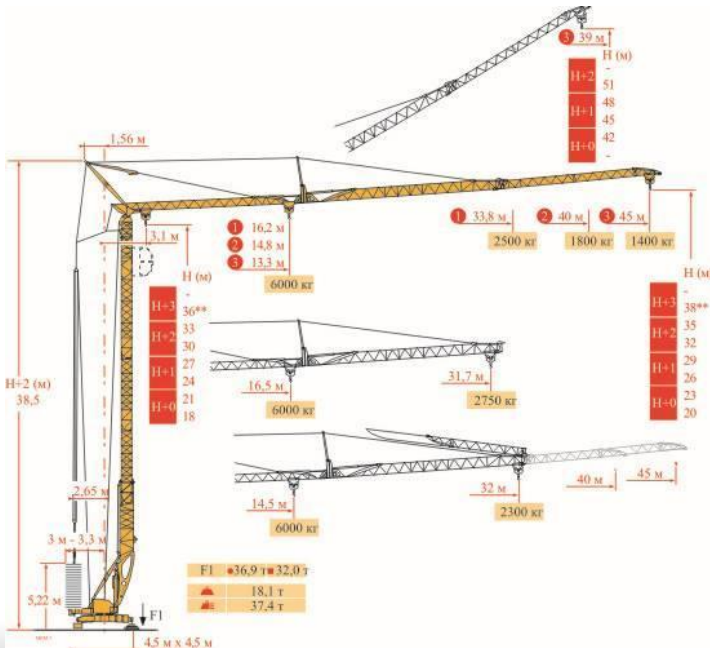 3 39 м
H (м)
-
H+2
51
48
H+1
45
42
H+0
-
1,56 м
1 16,2 м
2 14,8 м
3 13,3 м
6000 кг
1 33,8 м
2 40 м
3 45 м
2500 кг
1800 кг
1400 кг
3,1 м
H (м)
-
H+3
36**
33
H+2
30
27
H+1
24
21
H+0
18
H (м)
-
H+3
38**
35
H+2
32
29
H+1
26
23
H+0
20
H+2 (м)
38,5
16,5 м
31,7 м
6000 кг
2750 кг
14,5 м
32 м
40 м
45 м
6000 кг
2300 кг
2,65 м
3 м - 3,3 м
5,22 м
F1
4,5 м x 4,5 м
F1 ●36,9 т ■ 32,0 т
18,1 т
37,4 т